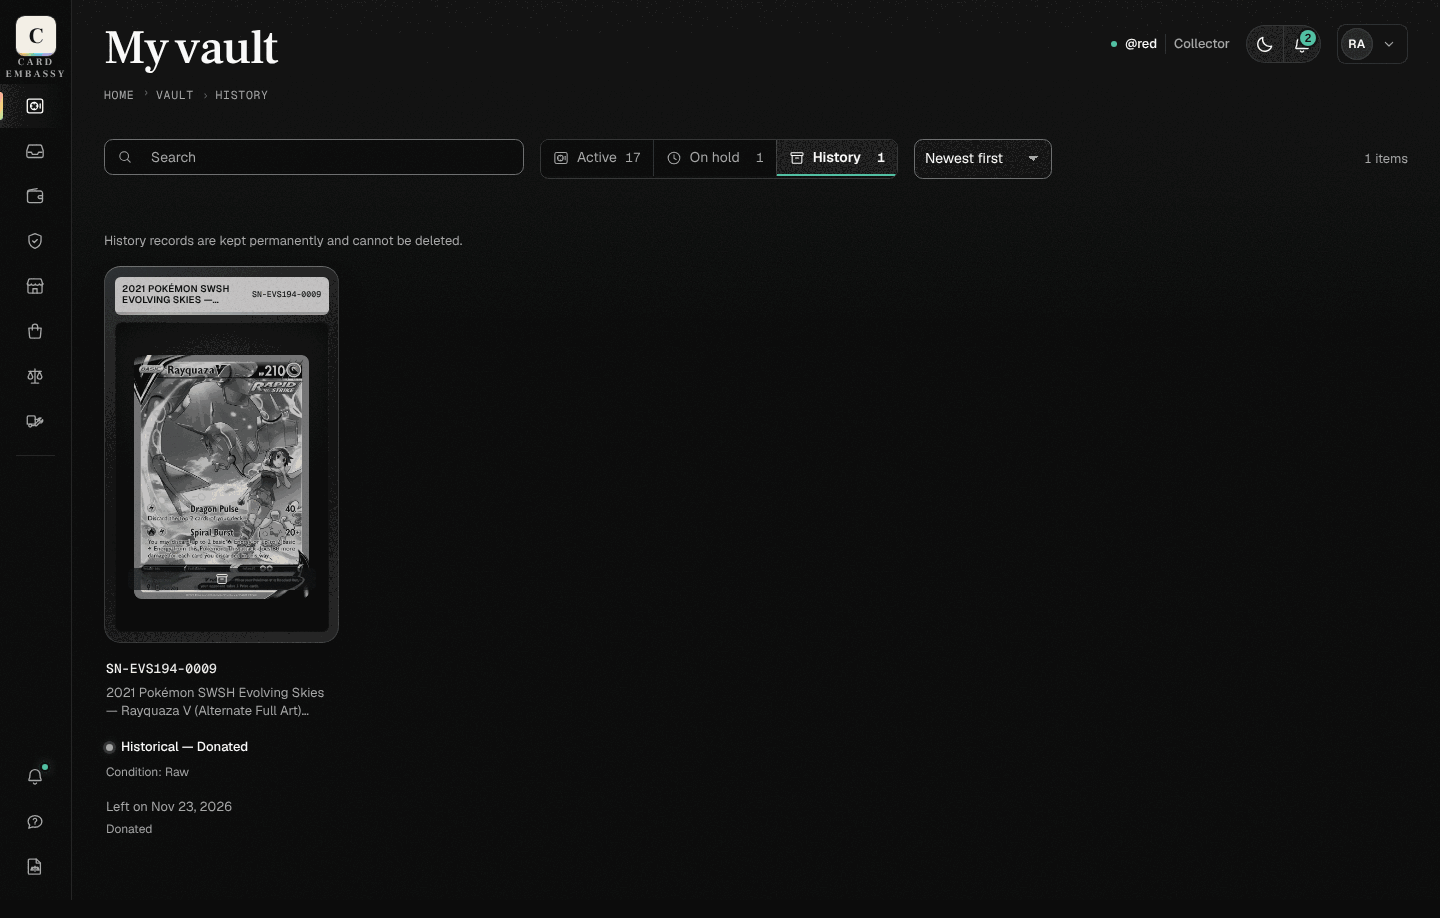 C
CARD
EMBASSY
My vault
@red
Collector
2
RA
HOME › VAULT › HISTORY
Search
Active 17
On hold 1
History 1
Newest first
1 items
History records are kept permanently and cannot be deleted.
2021 POKÉMON SWSH
EVOLVING SKIES —…
SN-EVS194-0009
BASIC
Rayquaza V
210
RAPID
STRIKE
Dragon Pulse 40
Spiral Burst 20+
SN-EVS194-0009
2021 Pokémon SWSH Evolving Skies
— Rayquaza V (Alternate Full Art)…
Historical — Donated
Condition: Raw
Left on Nov 23, 2026
Donated